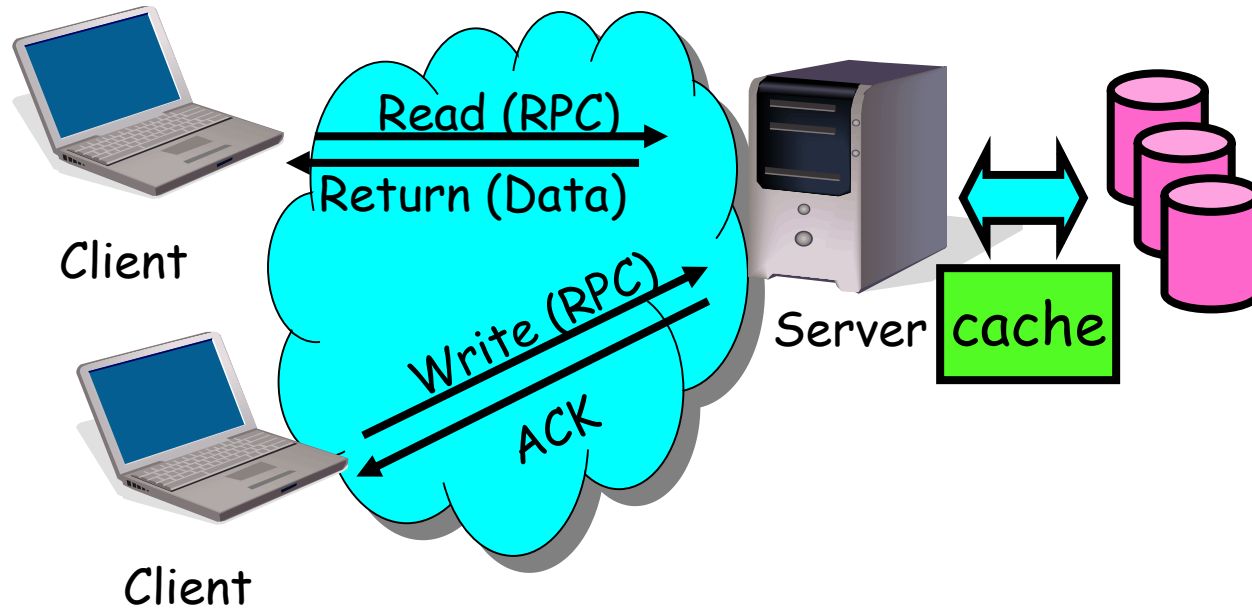 Read (RPC)
Return (Data)
Client
Write (RPC)
ACK
Server
cache
Client